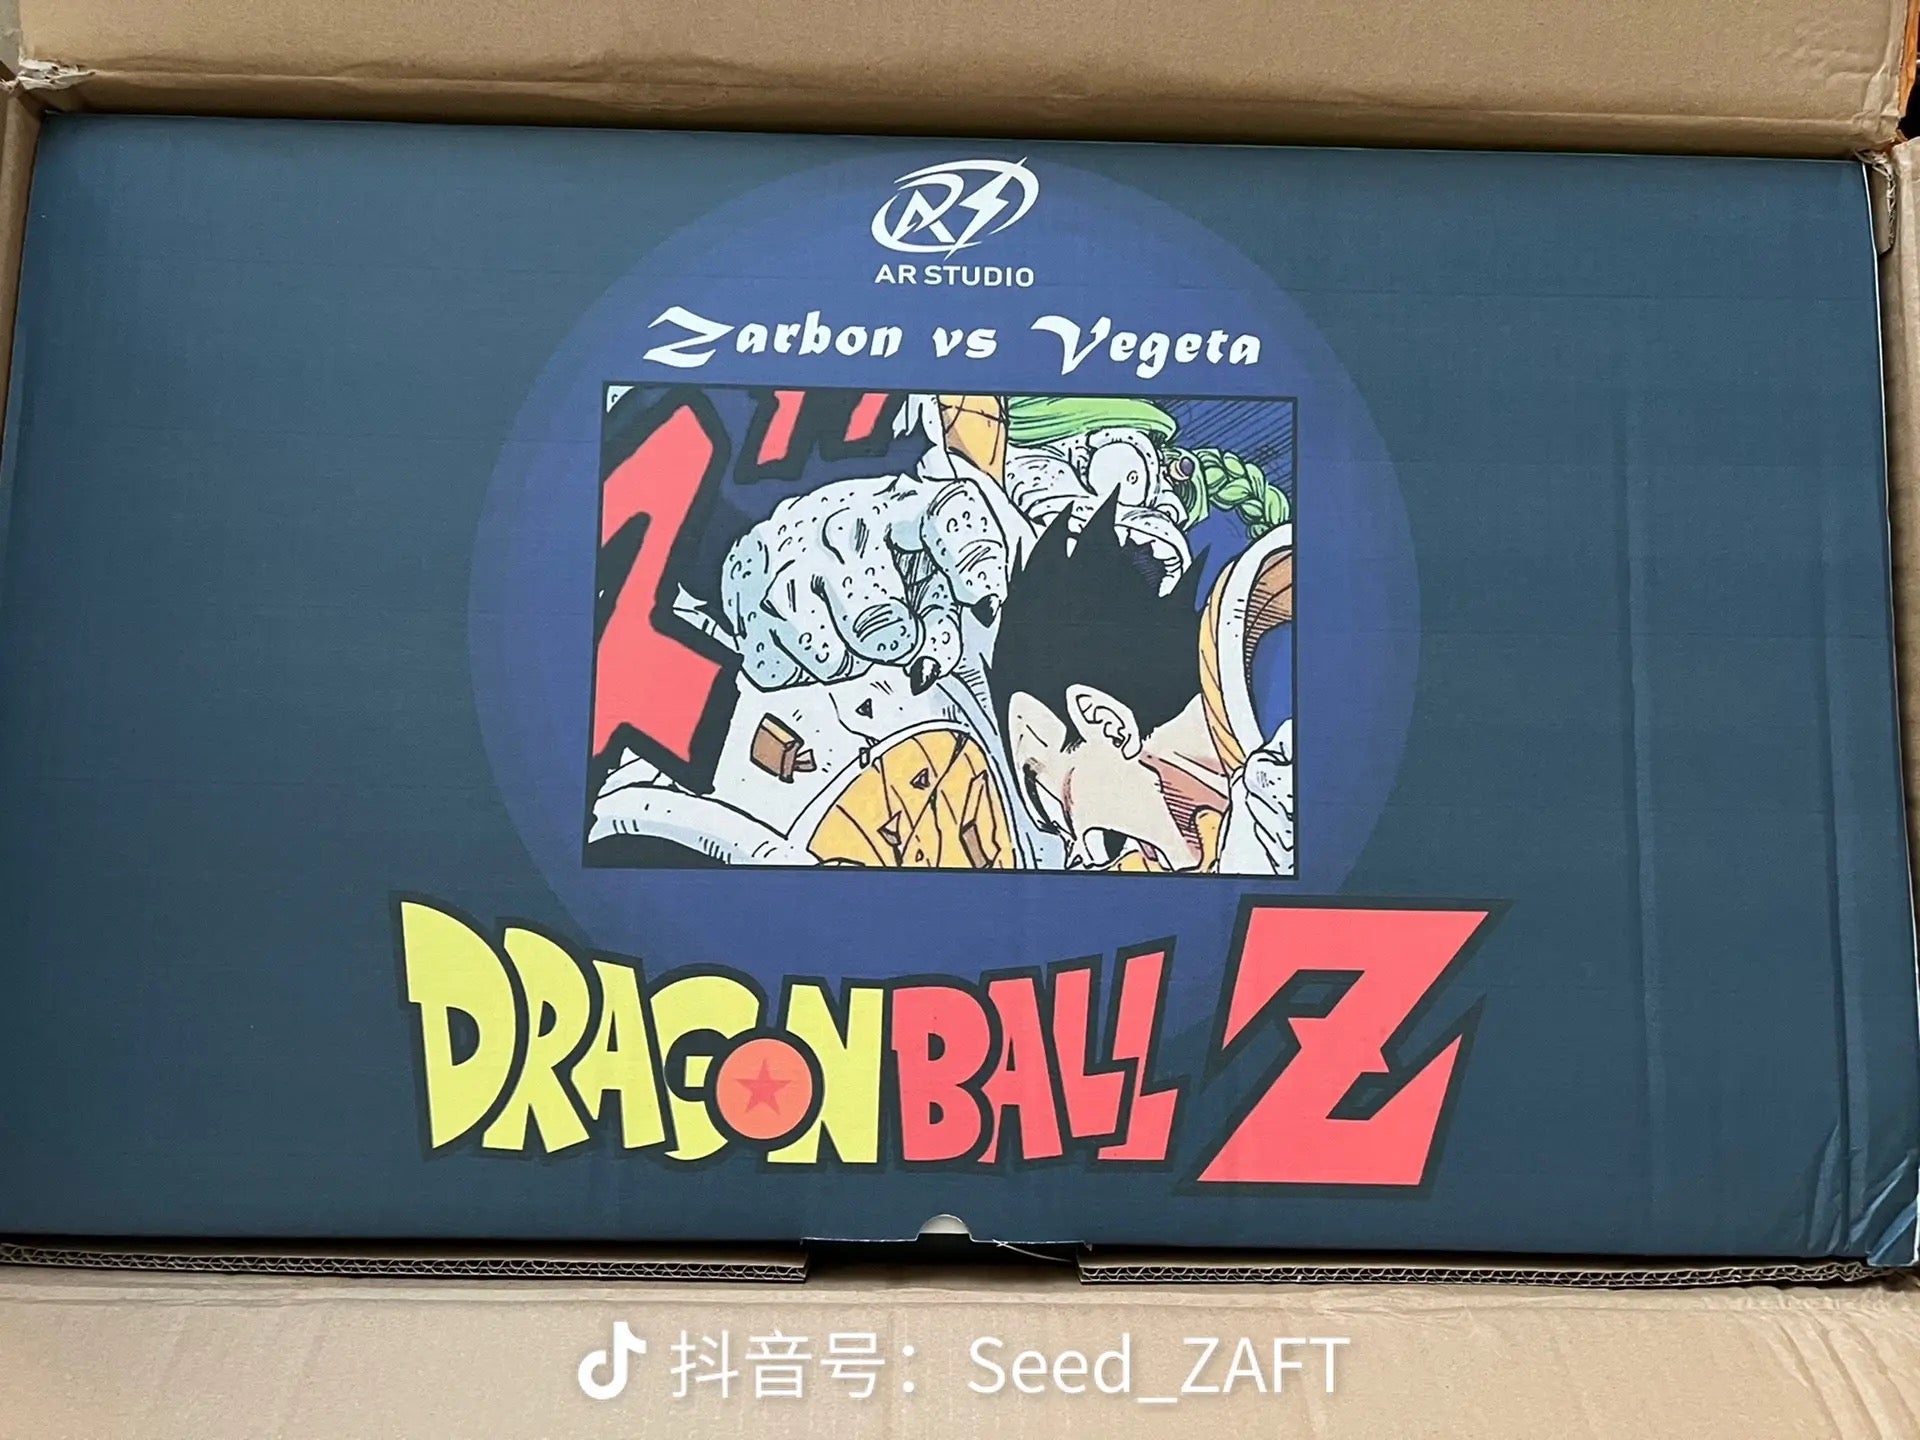 AR STUDIO
Zarbon vs Vegeta
DRAGON BALL Z
抖音号：Seed_ZAFT